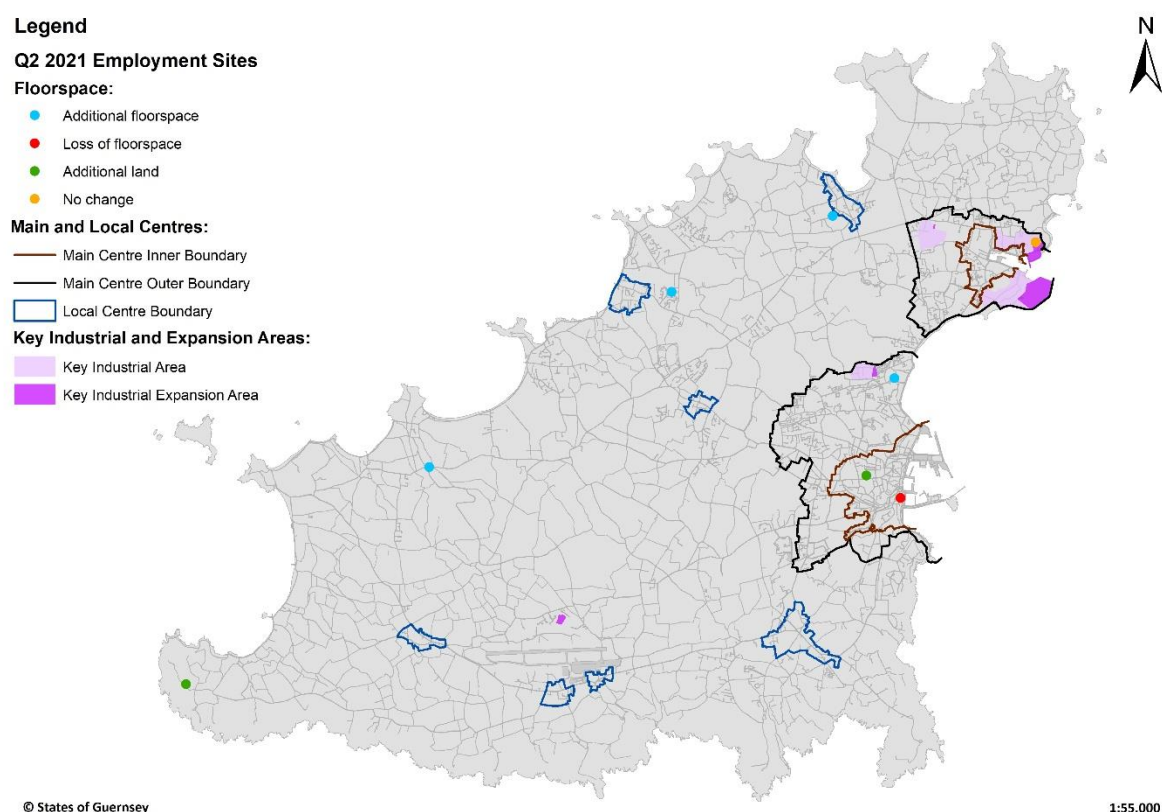 Legend
Q2 2021 Employment Sites
Floorspace:
Additional floorspace
Loss of floorspace
Additional land
No change
Main and Local Centres:
Main Centre Inner Boundary
Main Centre Outer Boundary
Local Centre Boundary
Key Industrial and Expansion Areas:
Key Industrial Area
Key Industrial Expansion Area
N
© States of Guernsey
1:55,000